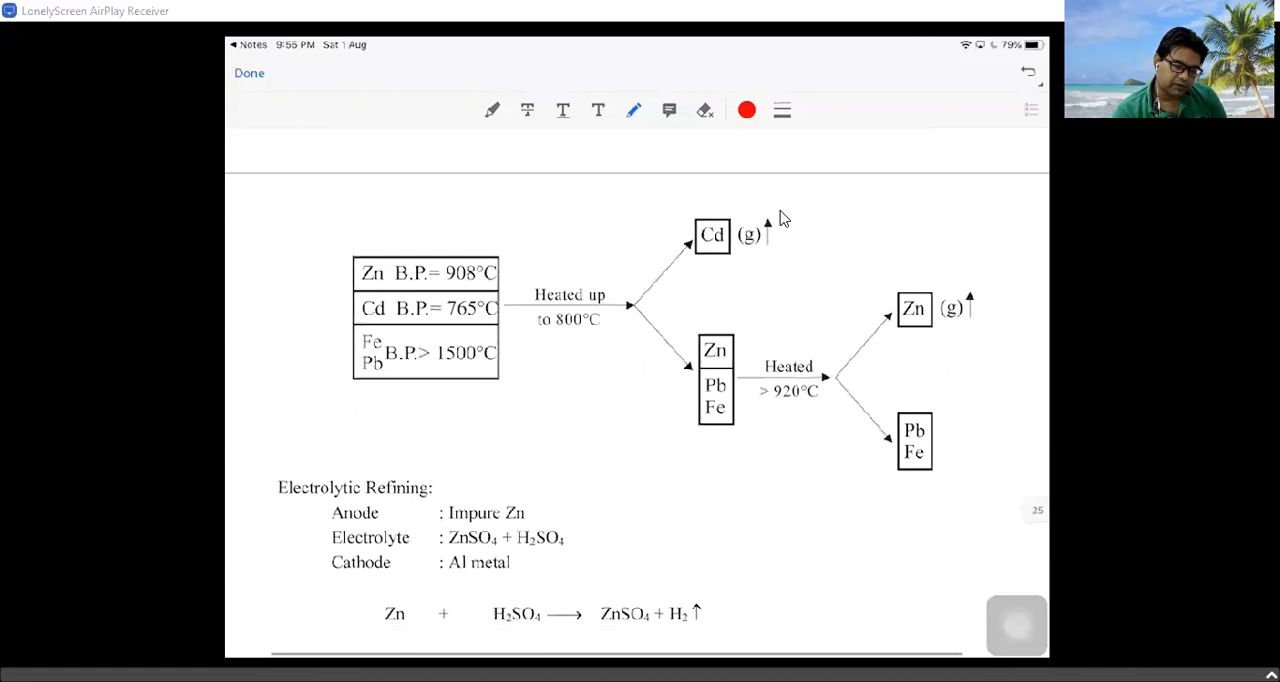 LonelyScreen AirPlay Receiver
Notes 9:56 PM Sat 1 Aug 79%
Done
Cd (g)↑
Zn B.P.= 908°C
Cd B.P.= 765°C
Fe
Pb B.P.> 1500°C
Heated up
to 800°C
Zn
Pb
Fe
Heated
> 920°C
Zn (g)↑
Pb
Fe
Electrolytic Refining:
Anode : Impure Zn
Electrolyte : ZnSO₄ + H₂SO₄
Cathode : Al metal
Zn + H₂SO₄ ⟶ ZnSO₄ + H₂↑
25